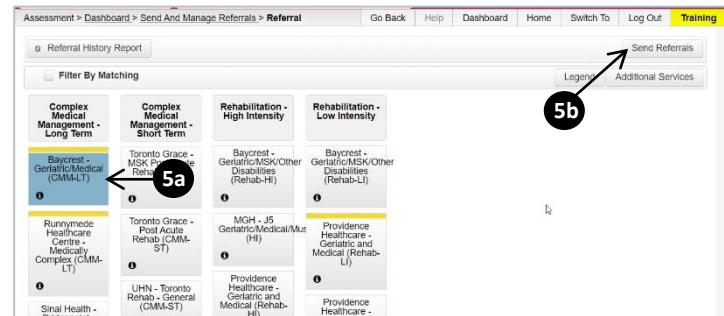 Assessment > Dashboard > Send And Manage Referrals > Referral
Go Back
Help
Dashboard
Home
Switch To
Log Out
Training
Referral History Report
Send Referrals
Filter By Matching
Legend
Additional Services
5b
Complex
Medical
Management -
Long Term
Complex
Medical
Management -
Short Term
Rehabilitation -
High Intensity
Rehabilitation -
Low Intensity
Baycrest -
Geriatric/Medical
(CMM-LT)
5a
Toronto Grace -
MSK
Baycrest -
Geriatric/MSK/Other
Disabilities
(Rehab-HI)
Baycrest -
Geriatric/MSK/Other
Disabilities
(Rehab-LI)
Runnymede
Healthcare
Centre -
Medically
Complex (CMM-
LT)
Toronto Grace -
Post Acute
Rehab (CMM-
ST)
MGH - J5
Geriatric/Medical/Mus
(HI)
Providence
Healthcare -
Geriatric and
Medical (Rehab-
LI)
Sinai Health -
UHN - Toronto
Rehab - General
(CMM-ST)
Providence
Healthcare -
Geriatric and
Medical (Rehab-
HI)
Providence
Healthcare -